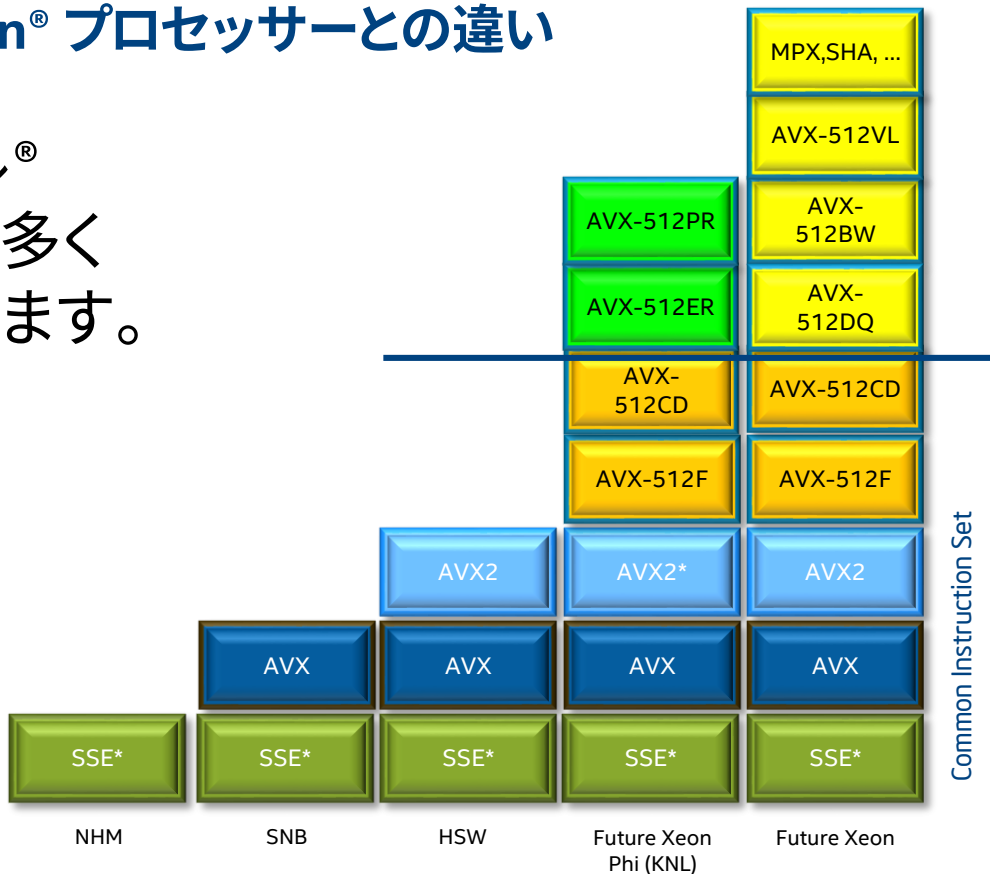 n® プロセッサーとの違い
®
多く
ます。
MPX,SHA, ...
AVX-512VL
AVX-512PR
AVX-
512BW
AVX-512ER
AVX-
512DQ
AVX-
512CD
AVX-512CD
AVX-512F
AVX-512F
AVX2
AVX2*
AVX2
AVX
AVX
AVX
AVX
SSE*
SSE*
SSE*
SSE*
SSE*
Common Instruction Set
NHM
SNB
HSW
Future Xeon
Phi (KNL)
Future Xeon